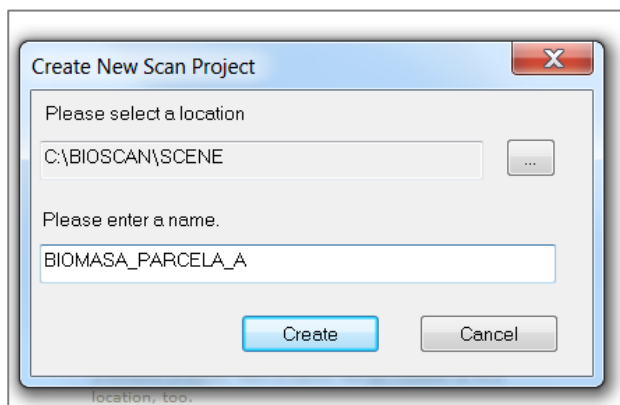 Create New Scan Project
X
Please select a location
C:\BIOSCAN\SCENE
...
Please enter a name.
BIOMASA_PARCELA_A
Create
Cancel
location, too.